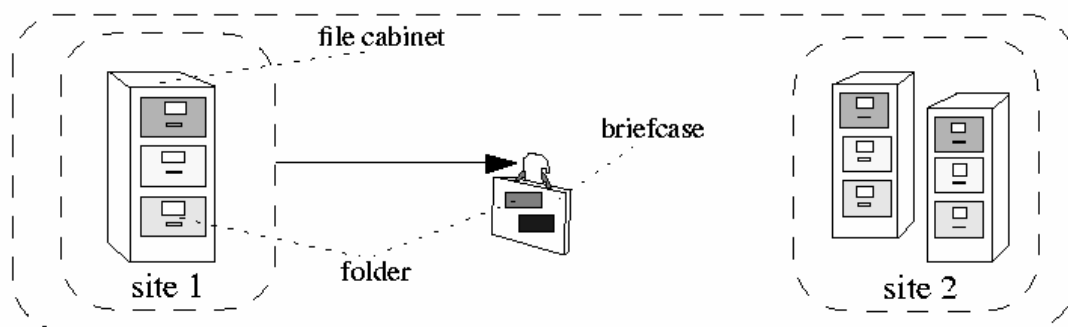 file cabinet
briefcase
folder
site 1
site 2